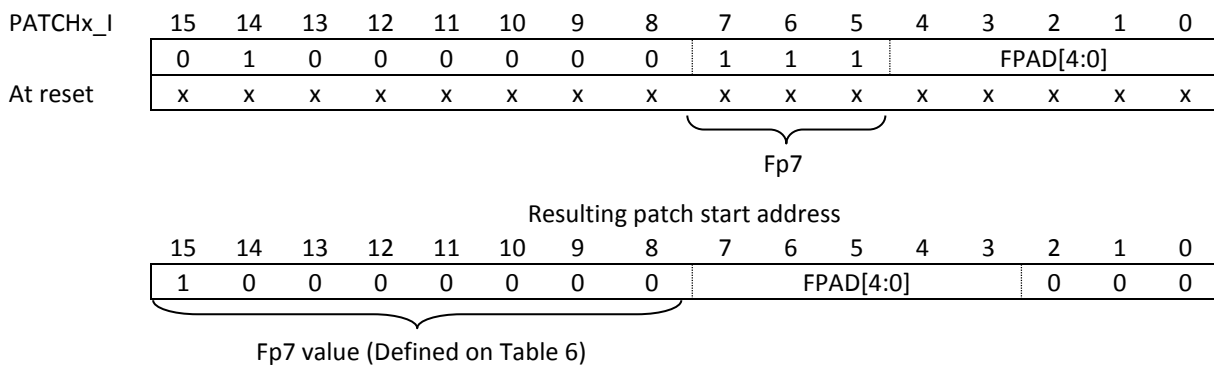 PATCHx_I 15 14 13 12 11 10 9 8 7 6 5 4 3 2 1 0
0 1 0 0 0 0 0 0 1 1 1 FPAD[4:0]
At reset x x x x x x x x x x x x x x x x
Fp7
Resulting patch start address
15 14 13 12 11 10 9 8 7 6 5 4 3 2 1 0
1 0 0 0 0 0 0 0 FPAD[4:0] 0 0 0
Fp7 value (Defined on Table 6)